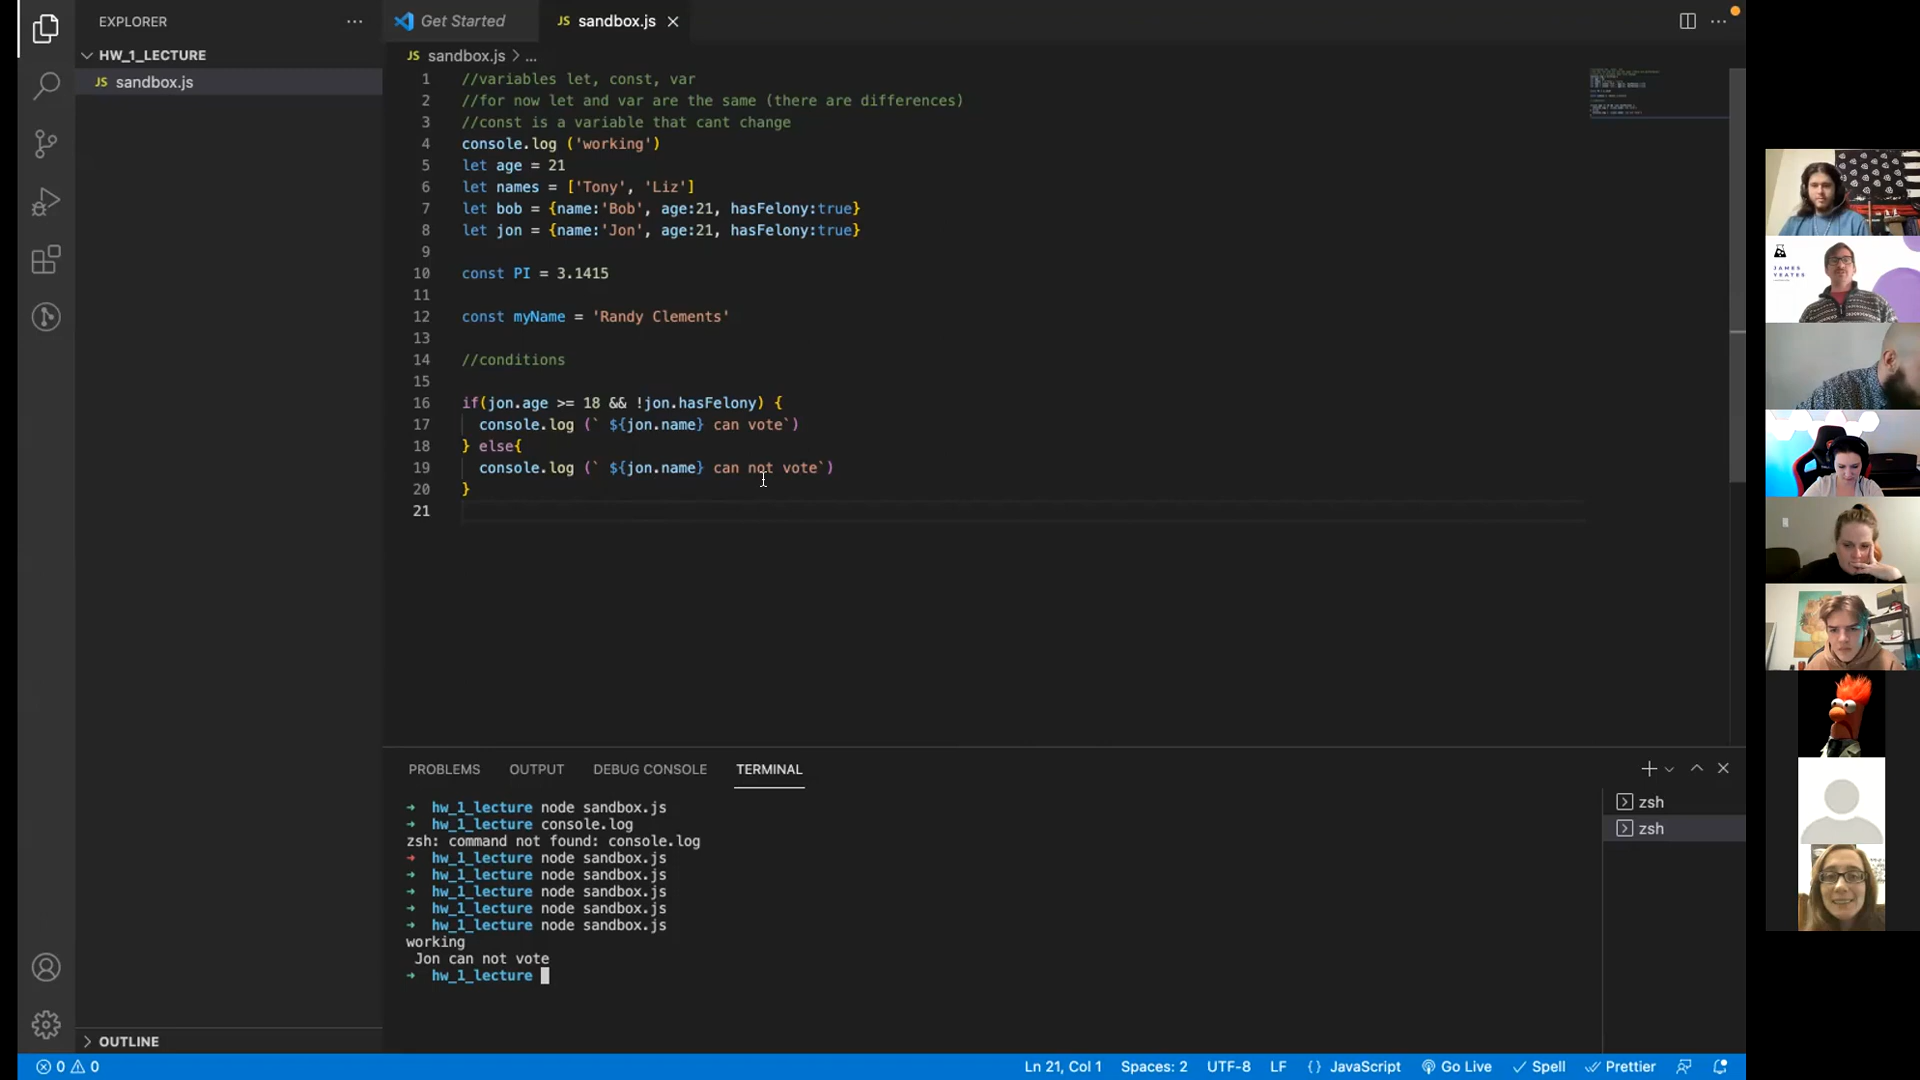 EXPLORER
HW_1_LECTURE
JS sandbox.js
OUTLINE
Get Started
JS sandbox.js
JS sandbox.js > ...
1 //variables let, const, var
2 //for now let and var are the same (there are differences)
3 //const is a variable that cant change
4 console.log ('working')
5 let age = 21
6 let names = ['Tony', 'Liz']
7 let bob = {name:'Bob', age:21, hasFelony:true}
8 let jon = {name:'Jon', age:21, hasFelony:true}
9
10 const PI = 3.1415
11
12 const myName = 'Randy Clements'
13
14 //conditions
15
16 if(jon.age >= 18 && !jon.hasFelony) {
17 console.log (` ${jon.name} can vote`)
18 } else{
19 console.log (` ${jon.name} can not vote`)
20 }
21
PROBLEMS OUTPUT DEBUG CONSOLE TERMINAL
→ hw_1_lecture node sandbox.js
→ hw_1_lecture console.log
zsh: command not found: console.log
→ hw_1_lecture node sandbox.js
→ hw_1_lecture node sandbox.js
→ hw_1_lecture node sandbox.js
→ hw_1_lecture node sandbox.js
→ hw_1_lecture node sandbox.js
working
Jon can not vote
→ hw_1_lecture
zsh
zsh
0 0
Ln 21, Col 1 Spaces: 2 UTF-8 LF {} JavaScript Go Live Spell Prettier
JAMES
YEATES